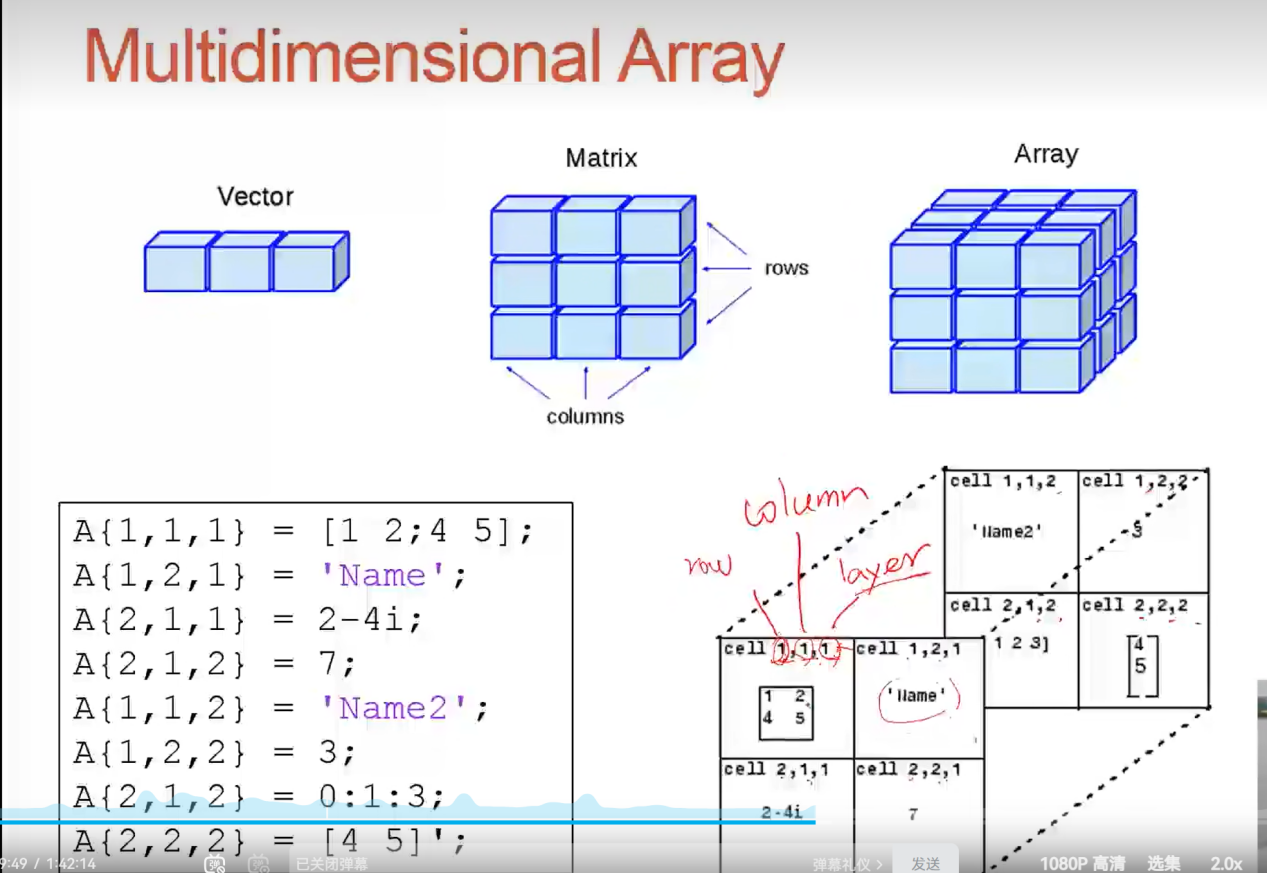 Multidimensional Array
Vector
Matrix
Array
rows
columns
A{1,1,1} = [1 2;4 5];
A{1,2,1} = 'Name';
A{2,1,1} = 2-4i;
A{2,1,2} = 7;
A{1,1,2} = 'Name2';
A{1,2,2} = 3;
A{2,1,2} = 0:1:3;
A{2,2,2} = [4 5]';
column
row
layer
cell 1,1,2 cell 1,2,2
'Name2' 3
cell 2,1,2 cell 2,2,2
1 2 3] 4
5
cell 1,1,1 cell 1,2,1
1 2 'Name'
4 5
cell 2,1,1 cell 2,2,1
2-4i 7
9:49 / 1:42:14
弹
已关闭弹幕
弹幕礼仪 >
发送
1080P 高清
选集
2.0x